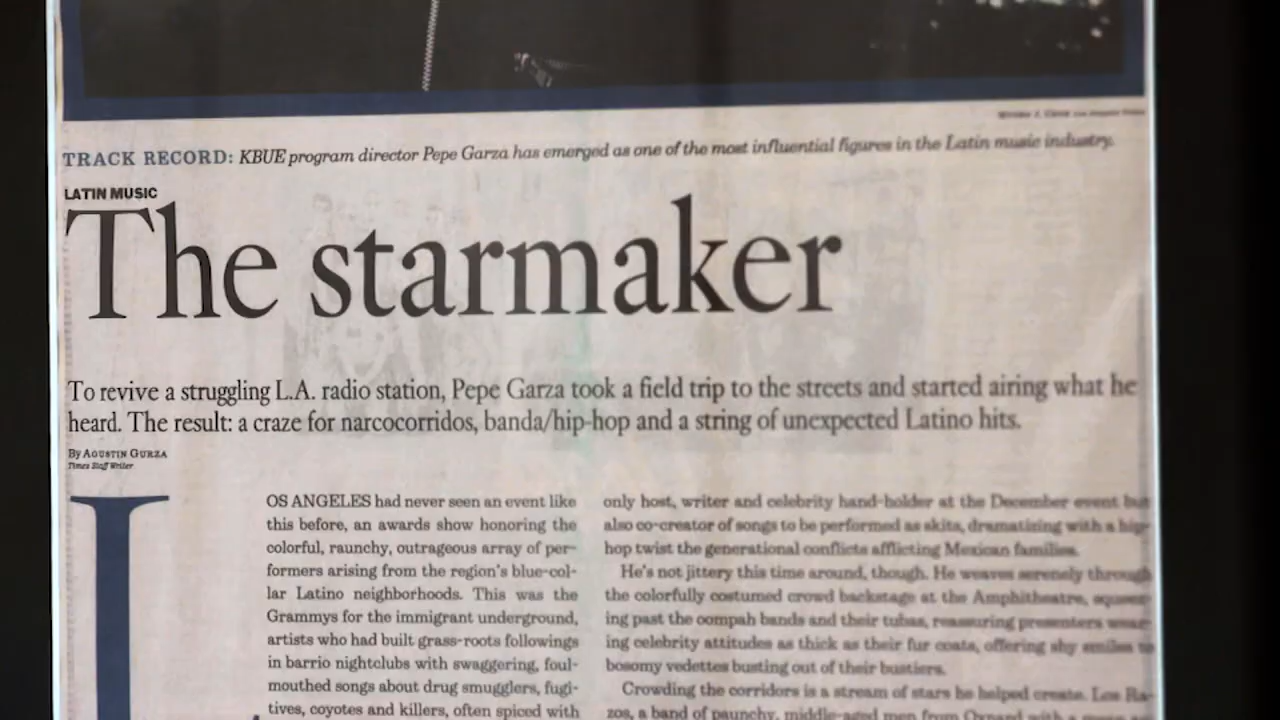 TRACK RECORD: KBUE program director Pepe Garza has emerged as one of the most influential figures in the Latin music industry.
LATIN MUSIC
The starmaker
To revive a struggling L.A. radio station, Pepe Garza took a field trip to the streets and started airing what he
heard. The result: a craze for narcocorridos, banda/hip-hop and a string of unexpected Latino hits.
By AGUSTIN GURZA
Times Staff Writer
LOS ANGELES had never seen an event like
this before, an awards show honoring the
colorful, raunchy, outrageous array of per-
formers arising from the region's blue-col-
lar Latino neighborhoods. This was the
Grammys for the immigrant underground,
artists who had built grass-roots followings
in barrio nightclubs with swaggering, foul-
mouthed songs about drug smugglers, fugi-
tives, coyotes and killers, often spiced with
only host, writer and celebrity hand-holder at the December event but
also co-creator of songs to be performed as skits, dramatizing with a hip-
hop twist the generational conflicts afflicting Mexican families.
He's not jittery this time around, though. He weaves serenely through
the colorfully costumed crowd backstage at the Amphitheatre, squeez-
ing past the oompah bands and their tubas, reassuring presenters wear-
ing celebrity attitudes as thick as their fur coats, offering shy smiles to
bosomy vedettes busting out of their bustiers.
Crowding the corridors is a stream of stars he helped create. Los Ra-
zos, a band of paunchy, middle-aged men from Oxnard with a